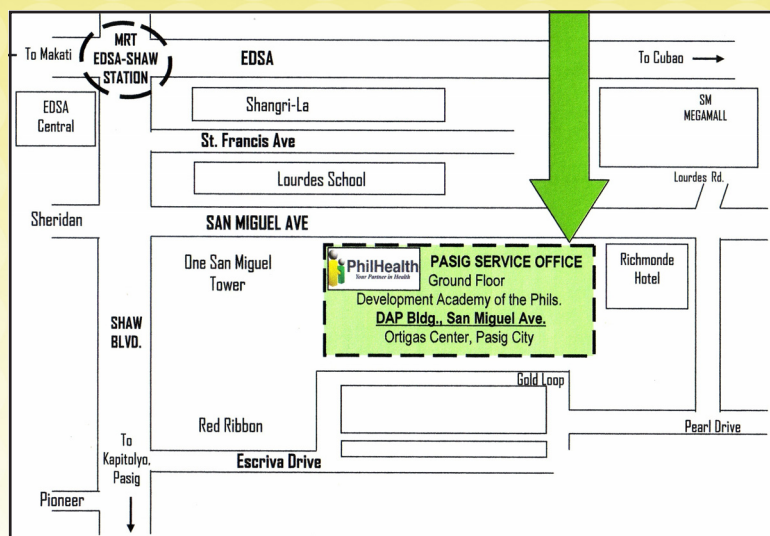 To Makati
MRT
EDSA-SHAW
STATION
EDSA
To Cubao
EDSA
Central
Shangri-La
SM
MEGAMALL
St. Francis Ave
Lourdes School
Lourdes Rd.
Sheridan
SAN MIGUEL AVE
One San Miguel
Tower
PhilHealth
Your Partner in Health
PASIG SERVICE OFFICE
Ground Floor
Development Academy of the Phils.
DAP Bldg., San Miguel Ave.
Ortigas Center, Pasig City
Richmonde
Hotel
SHAW
BLVD.
Gold Loop
Red Ribbon
Pearl Drive
To
Kapitolyo,
Pasig
Escriva Drive
Pioneer